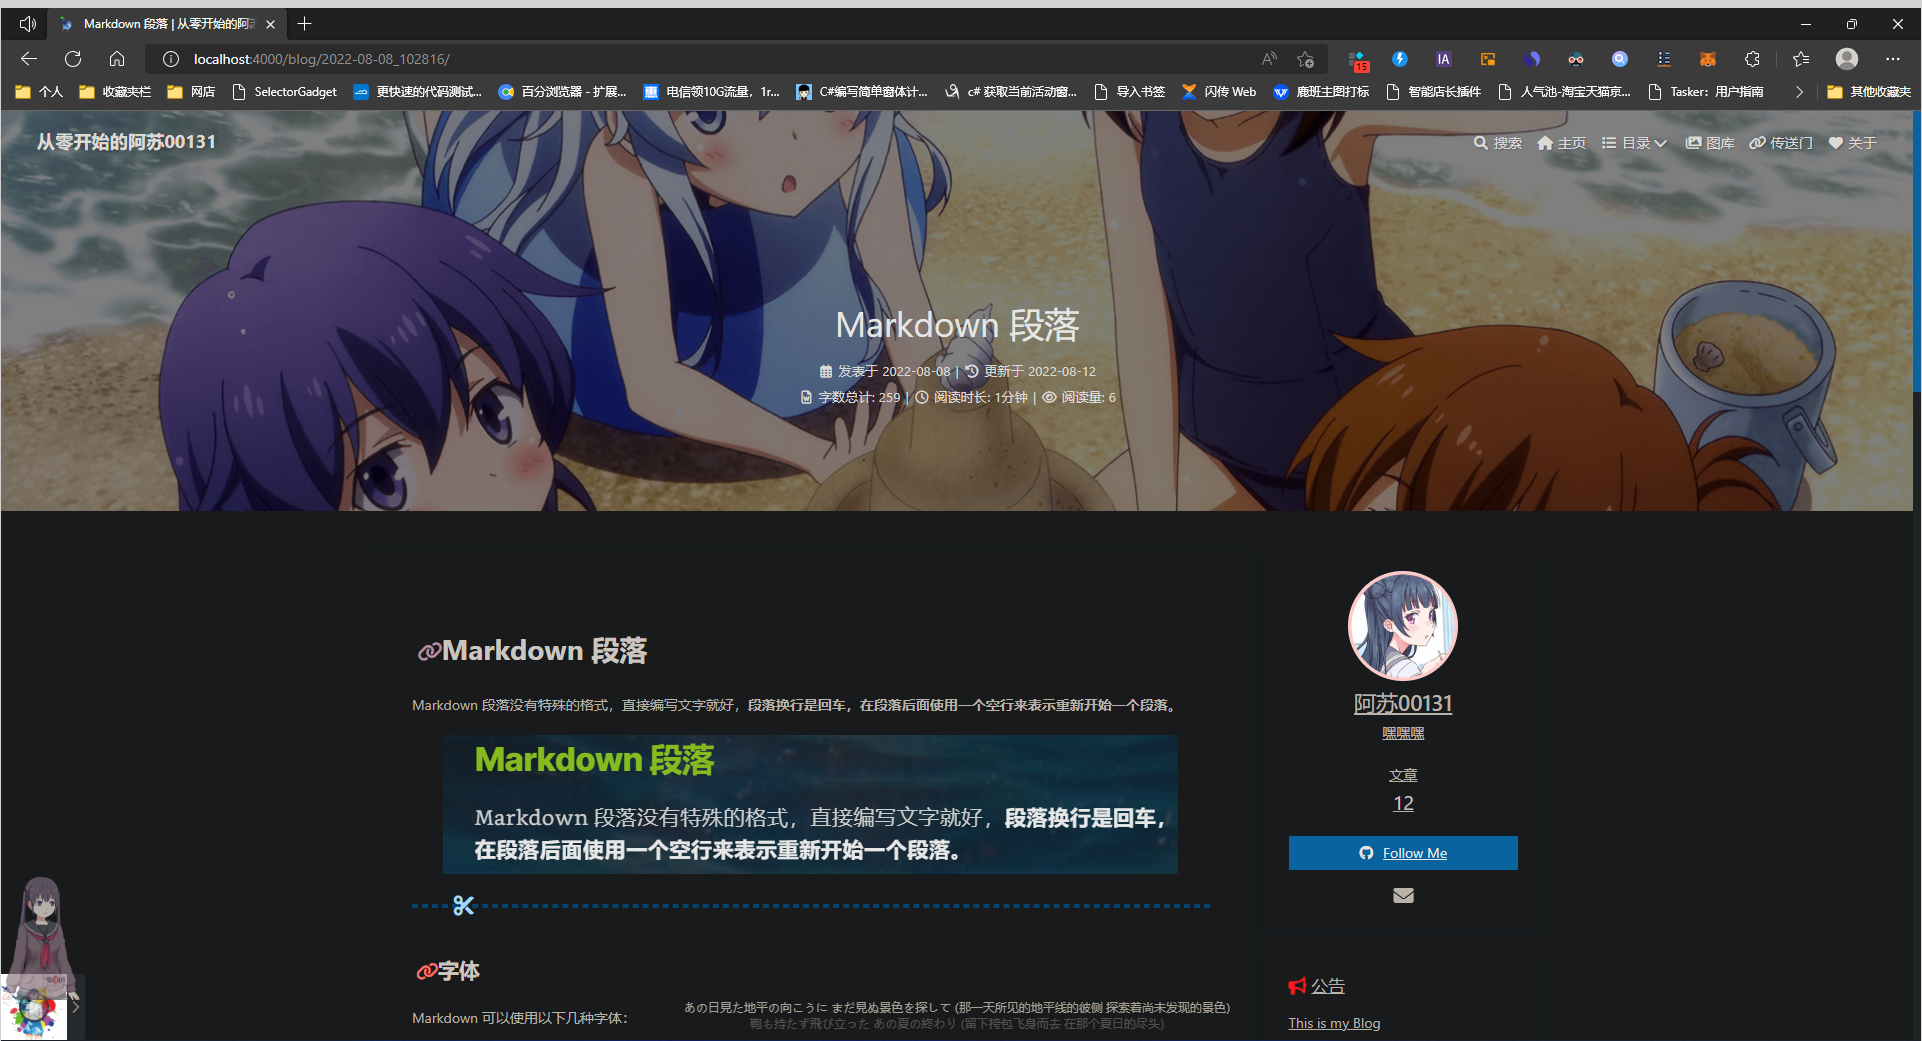 Markdown 段落 | 从零开始的阿苏
localhost:4000/blog/2022-08-08_102816/
15
IA
个人
收藏夹栏
网店
SelectorGadget
更快速的代码测试...
百分浏览器 - 扩展...
电信领10G流量，1r...
C#编写简单窗体计...
c# 获取当前活动窗...
导入书签
闪传 Web
鹿班主图打标
智能店长插件
人气池-淘宝天猫京...
Tasker：用户指南
其他收藏夹
从零开始的阿苏00131
搜索
主页
目录
图库
传送门
关于
Markdown 段落
发表于 2022-08-08 | 更新于 2022-08-12
字数总计: 259 | 阅读时长: 1分钟 | 阅读量: 6
Markdown 段落
Markdown 段落没有特殊的格式，直接编写文字就好，段落换行是回车，在段落后面使用一个空行来表示重新开始一个段落。
Markdown 段落
Markdown 段落没有特殊的格式，直接编写文字就好，段落换行是回车，
在段落后面使用一个空行来表示重新开始一个段落。
字体
Markdown 可以使用以下几种字体：
あの日見た地平の向こうに まだ見ぬ景色を探して (那一天所见的地平线的彼侧 探索着尚未发现的景色)
鞄も持たず飛び立った あの夏の終わり (留下挎包飞身而去 在那个夏日的尽头)
阿苏00131
嘿嘿嘿
文章
12
Follow Me
公告
This is my Blog